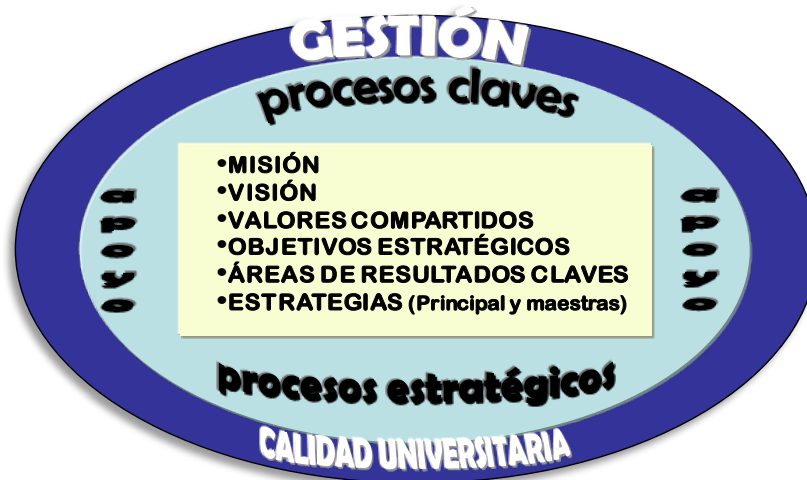 GESTIÓN
procesos claves
apoyo
•MISIÓN
•VISIÓN
•VALORES COMPARTIDOS
•OBJETIVOS ESTRATÉGICOS
•ÁREAS DE RESULTADOS CLAVES
•ESTRATEGIAS (Principal y maestras)
apoyo
procesos estratégicos
CALIDAD UNIVERSITARIA